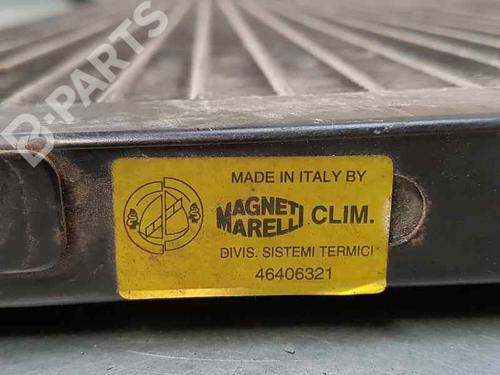 B-PARTS
MADE IN ITALY BY
MAGNETI MARELLI CLIM.
DIVIS. SISTEMI TERMICI
46406321